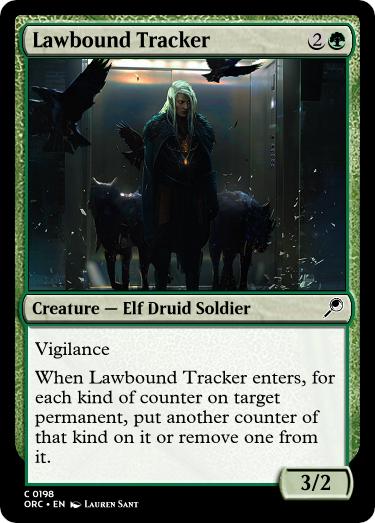 Lawbound Tracker 2
Creature — Elf Druid Soldier
Vigilance
When Lawbound Tracker enters, for
each kind of counter on target
permanent, put another counter of
that kind on it or remove one from
it.
3/2
C 0198
ORC • EN Lauren Sant